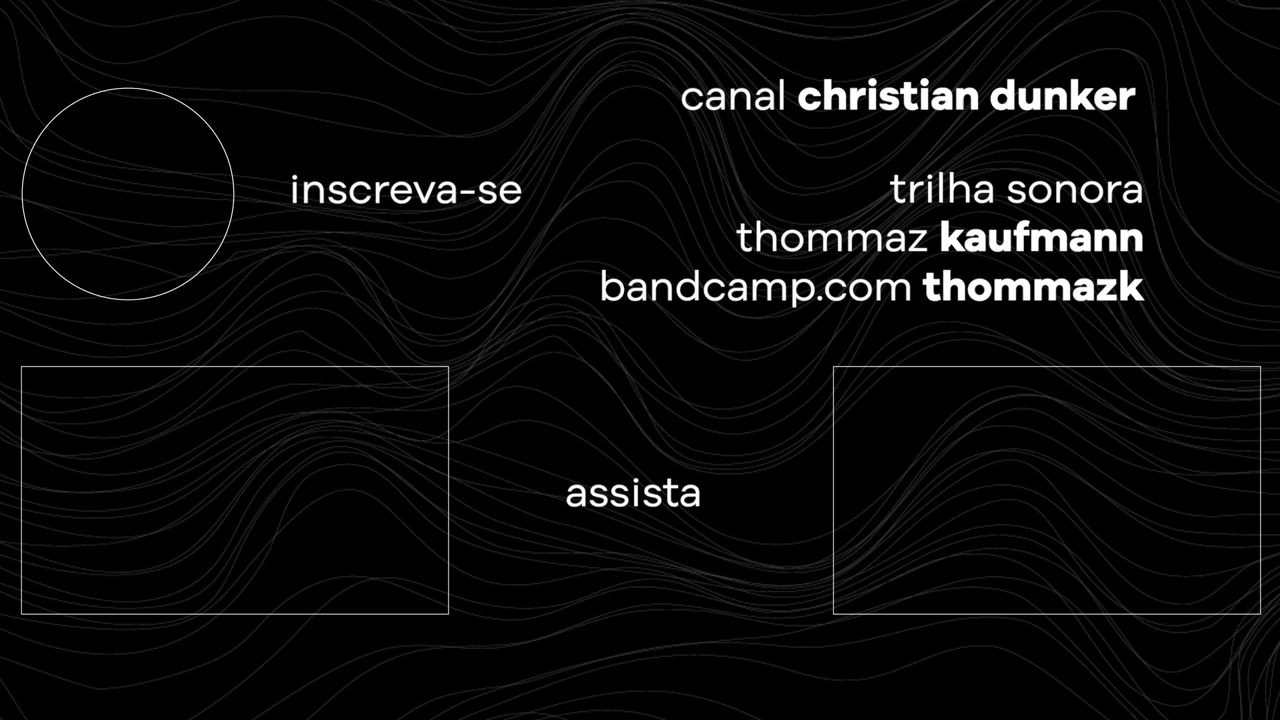 canal christian dunker
inscreva-se
trilha sonora
thommaz kaufmann
bandcamp.com thommazk
assista